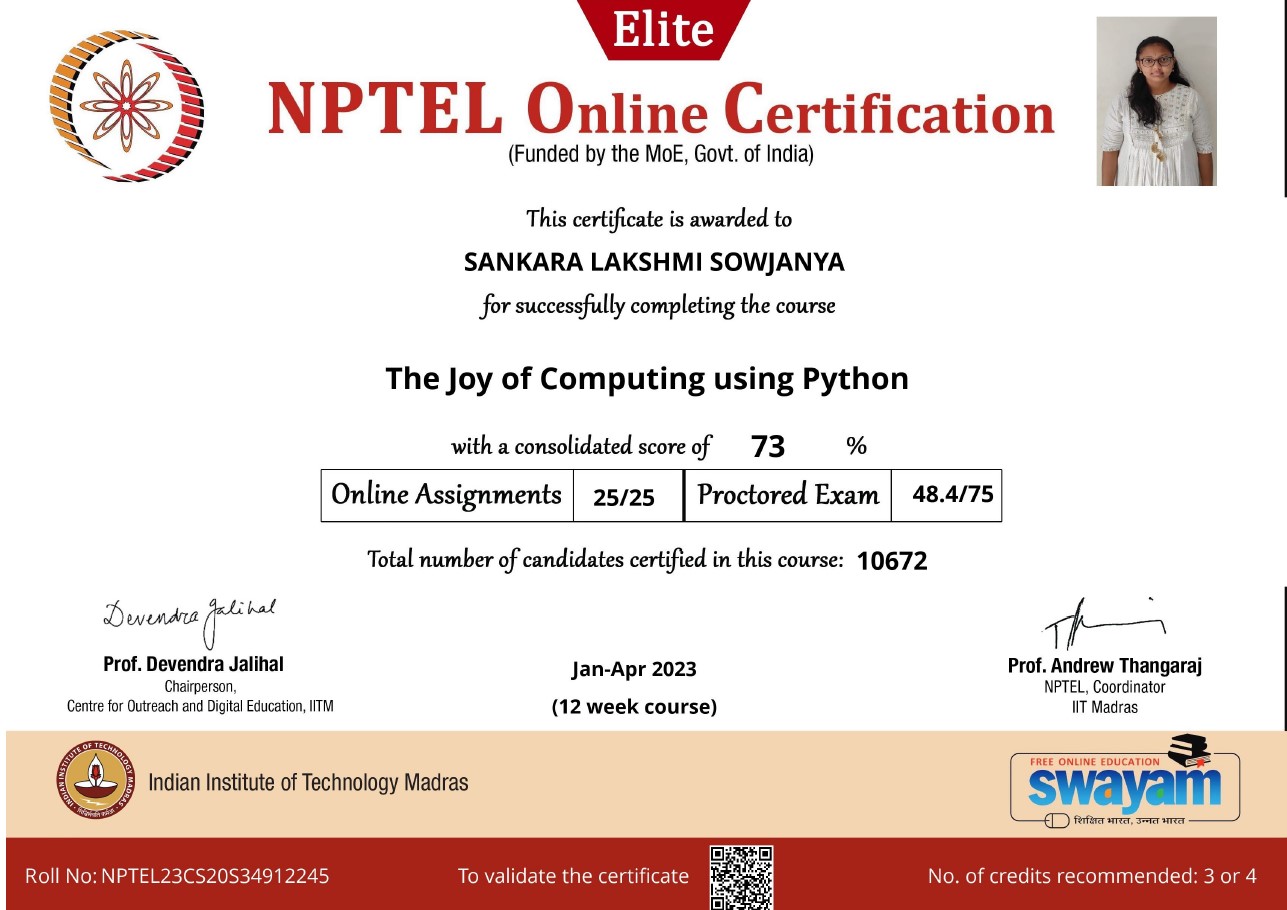 Elite
NPTEL Online Certification
(Funded by the MoE, Govt. of India)
This certificate is awarded to
SANKARA LAKSHMI SOWJANYA
for successfully completing the course
The Joy of Computing using Python
with a consolidated score of 73 %
Online Assignments 25/25 Proctored Exam 48.4/75
Total number of candidates certified in this course: 10672
Devendra Jalihal
Prof. Devendra Jalihal
Chairperson,
Centre for Outreach and Digital Education, IITM
Jan-Apr 2023
(12 week course)
Prof. Andrew Thangaraj
NPTEL, Coordinator
IIT Madras
INDIAN INSTITUTE OF TECHNOLOGY MADRAS
Indian Institute of Technology Madras
FREE ONLINE EDUCATION
swayam
शिक्षित भारत, उन्नत भारत
Roll No: NPTEL23CS20S34912245
To validate the certificate
No. of credits recommended: 3 or 4